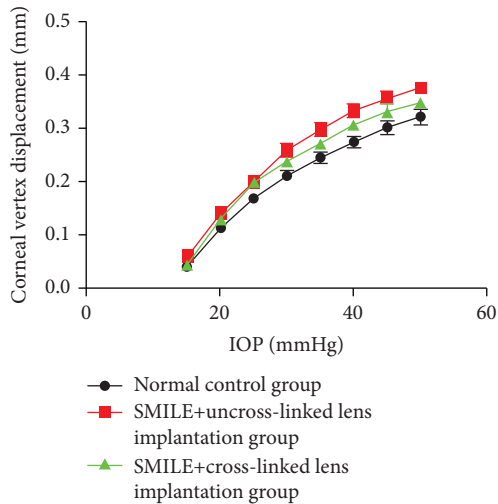 Corneal vertex displacement (mm)
0.5
0.4
0.3
0.2
0.1
0.0
0
20
40
60
IOP (mmHg)
Normal control group
SMILE+uncross-linked lens
implantation group
SMILE+cross-linked lens
implantation group